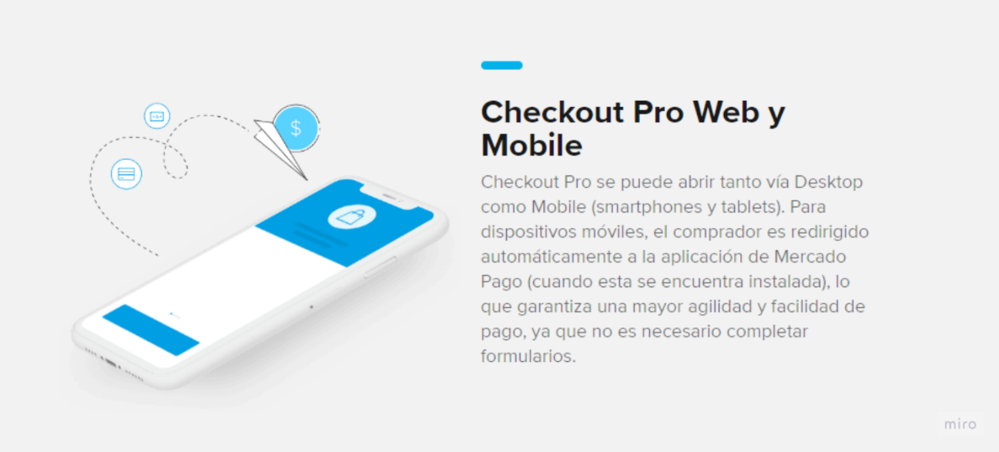 $
Checkout Pro Web y
Mobile
Checkout Pro se puede abrir tanto vía Desktop
como Mobile (smartphones y tablets). Para
dispositivos móviles, el comprador es redirigido
automáticamente a la aplicación de Mercado
Pago (cuando esta se encuentra instalada), lo
que garantiza una mayor agilidad y facilidad de
pago, ya que no es necesario completar
formularios.
miro